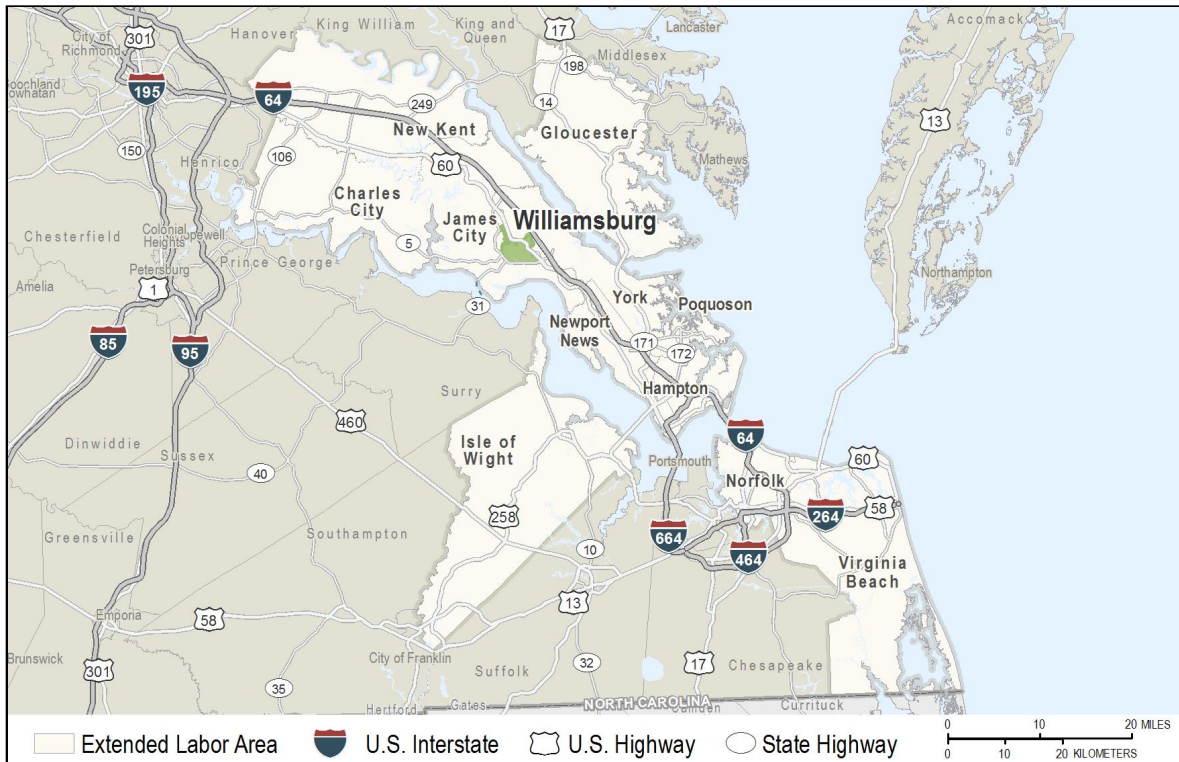 King William
King and
Queen
Lancaster
Accomack
City of
Richmond
301
Hanover
17
Middlesex
198
Goochland
Powhatan
195
64
249
14
13
New Kent
Gloucester
150
Henrico
106
60
Mathews
Charles
City
James
City
Williamsburg
Chesterfield
Colonial
Heights
Hopewell
5
Prince George
Petersburg
Northampton
Amelia
1
31
York
Poquoson
Newport
News
171
172
85
95
Hampton
Surry
460
64
Dinwiddie
Sussex
Isle of
Wight
Portsmouth
60
40
Norfolk
258
264
58
Southampton
664
464
Greensville
10
Virginia
Beach
Emporia
58
13
Brunswick
City of Franklin
Suffolk
301
32
17
Chesapeake
35
NORTH CAROLINA
Hertford
Gates
Camden
Currituck
Extended Labor Area
U.S. Interstate
U.S. Highway
State Highway
0 10 20 MILES
0 10 20 KILOMETERS